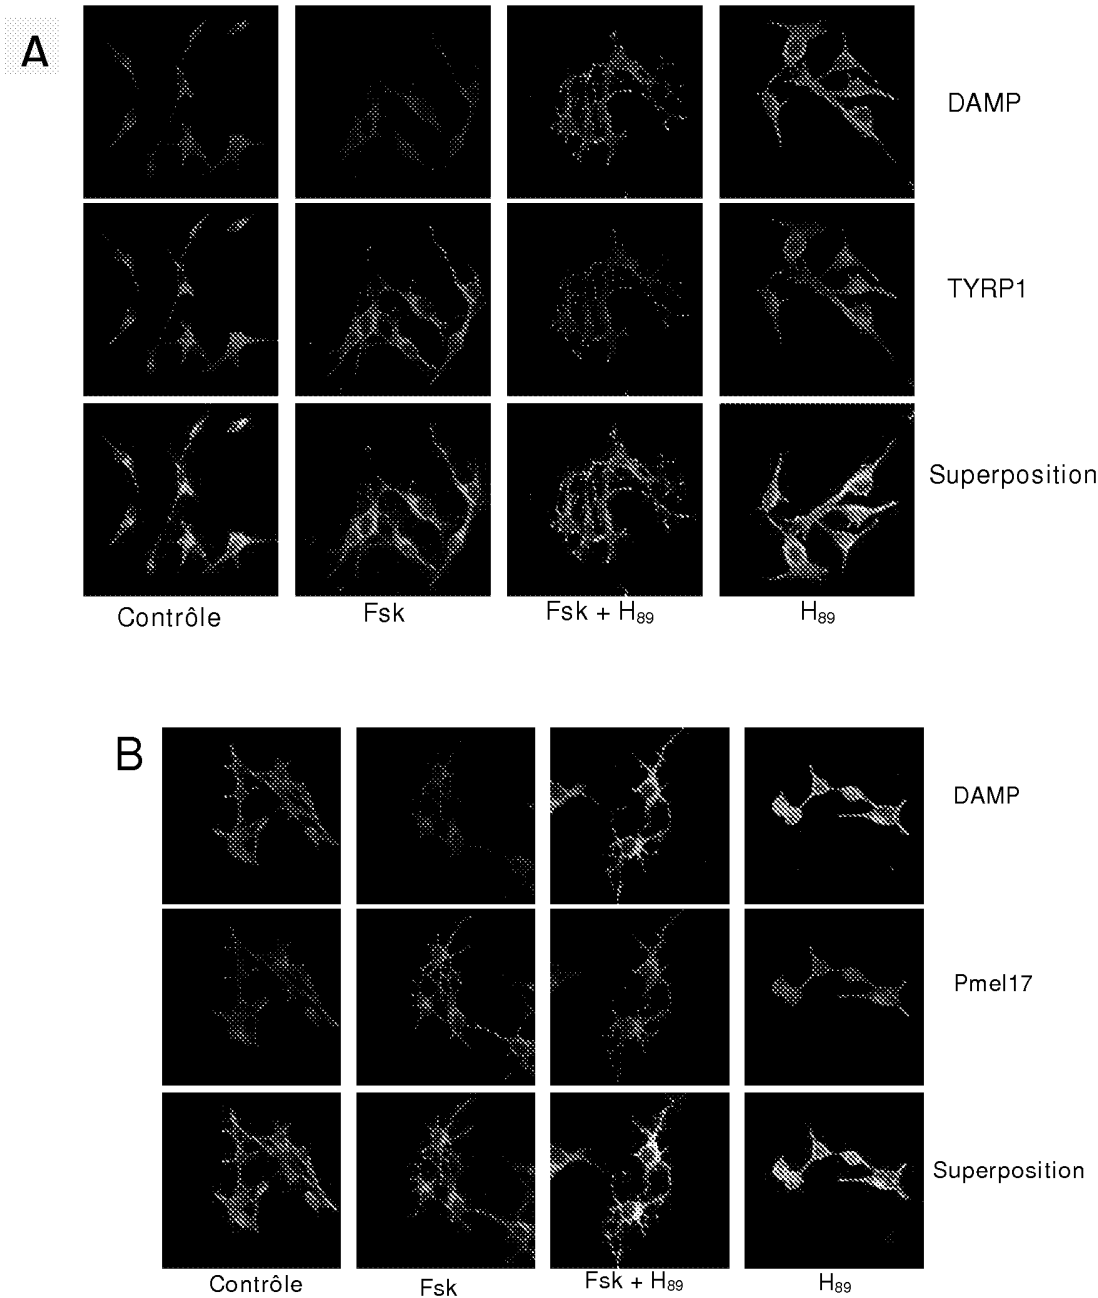 A
DAMP
TYRP1
Superposition
Contrôle Fsk Fsk + H89 H89
B
DAMP
Pmel17
Superposition
Contrôle Fsk Fsk + H89 H89